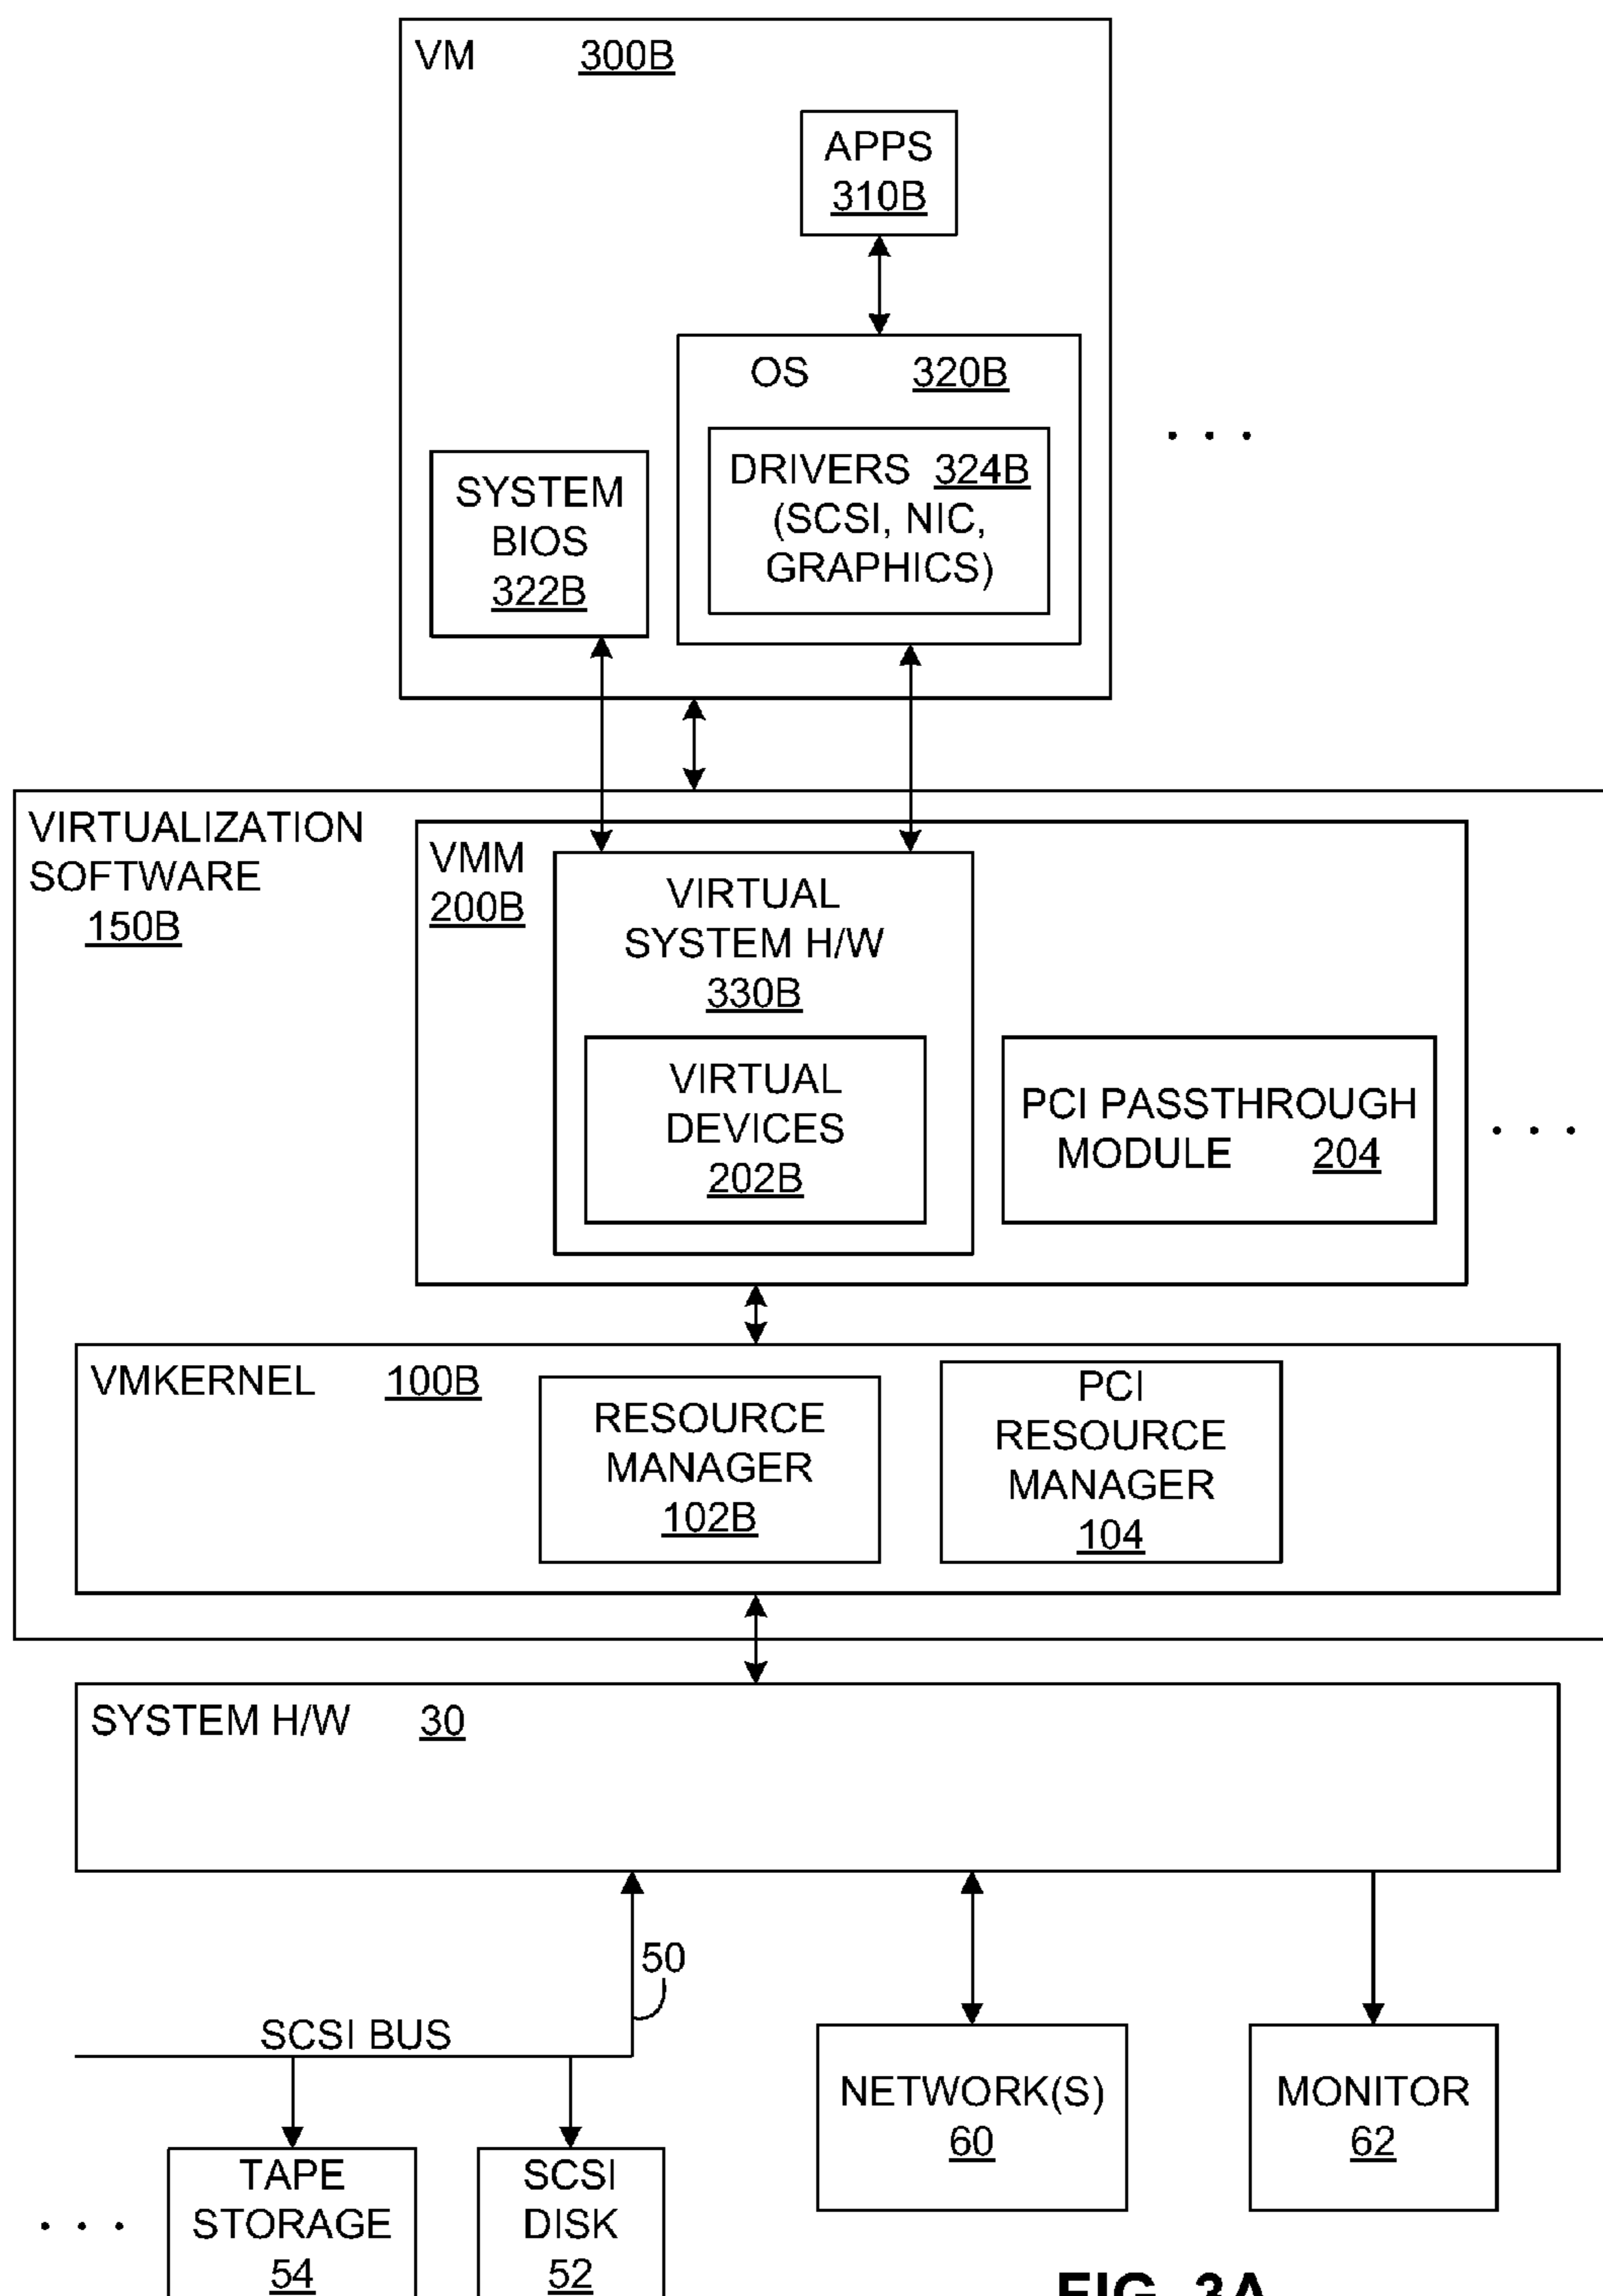 VM 300B
APPS
310B
OS 320B
DRIVERS 324B
(SCSI, NIC,
GRAPHICS)
SYSTEM
BIOS
322B
VIRTUALIZATION
SOFTWARE
150B
VMM
200B
VIRTUAL
SYSTEM H/W
330B
VIRTUAL
DEVICES
202B
PCI PASSTHROUGH
MODULE 204
VMKERNEL 100B
RESOURCE
MANAGER
102B
PCI
RESOURCE
MANAGER
104
SYSTEM H/W 30
50
SCSI BUS
TAPE
STORAGE
54
SCSI
DISK
52
NETWORK(S)
60
MONITOR
62
FIG. 3A